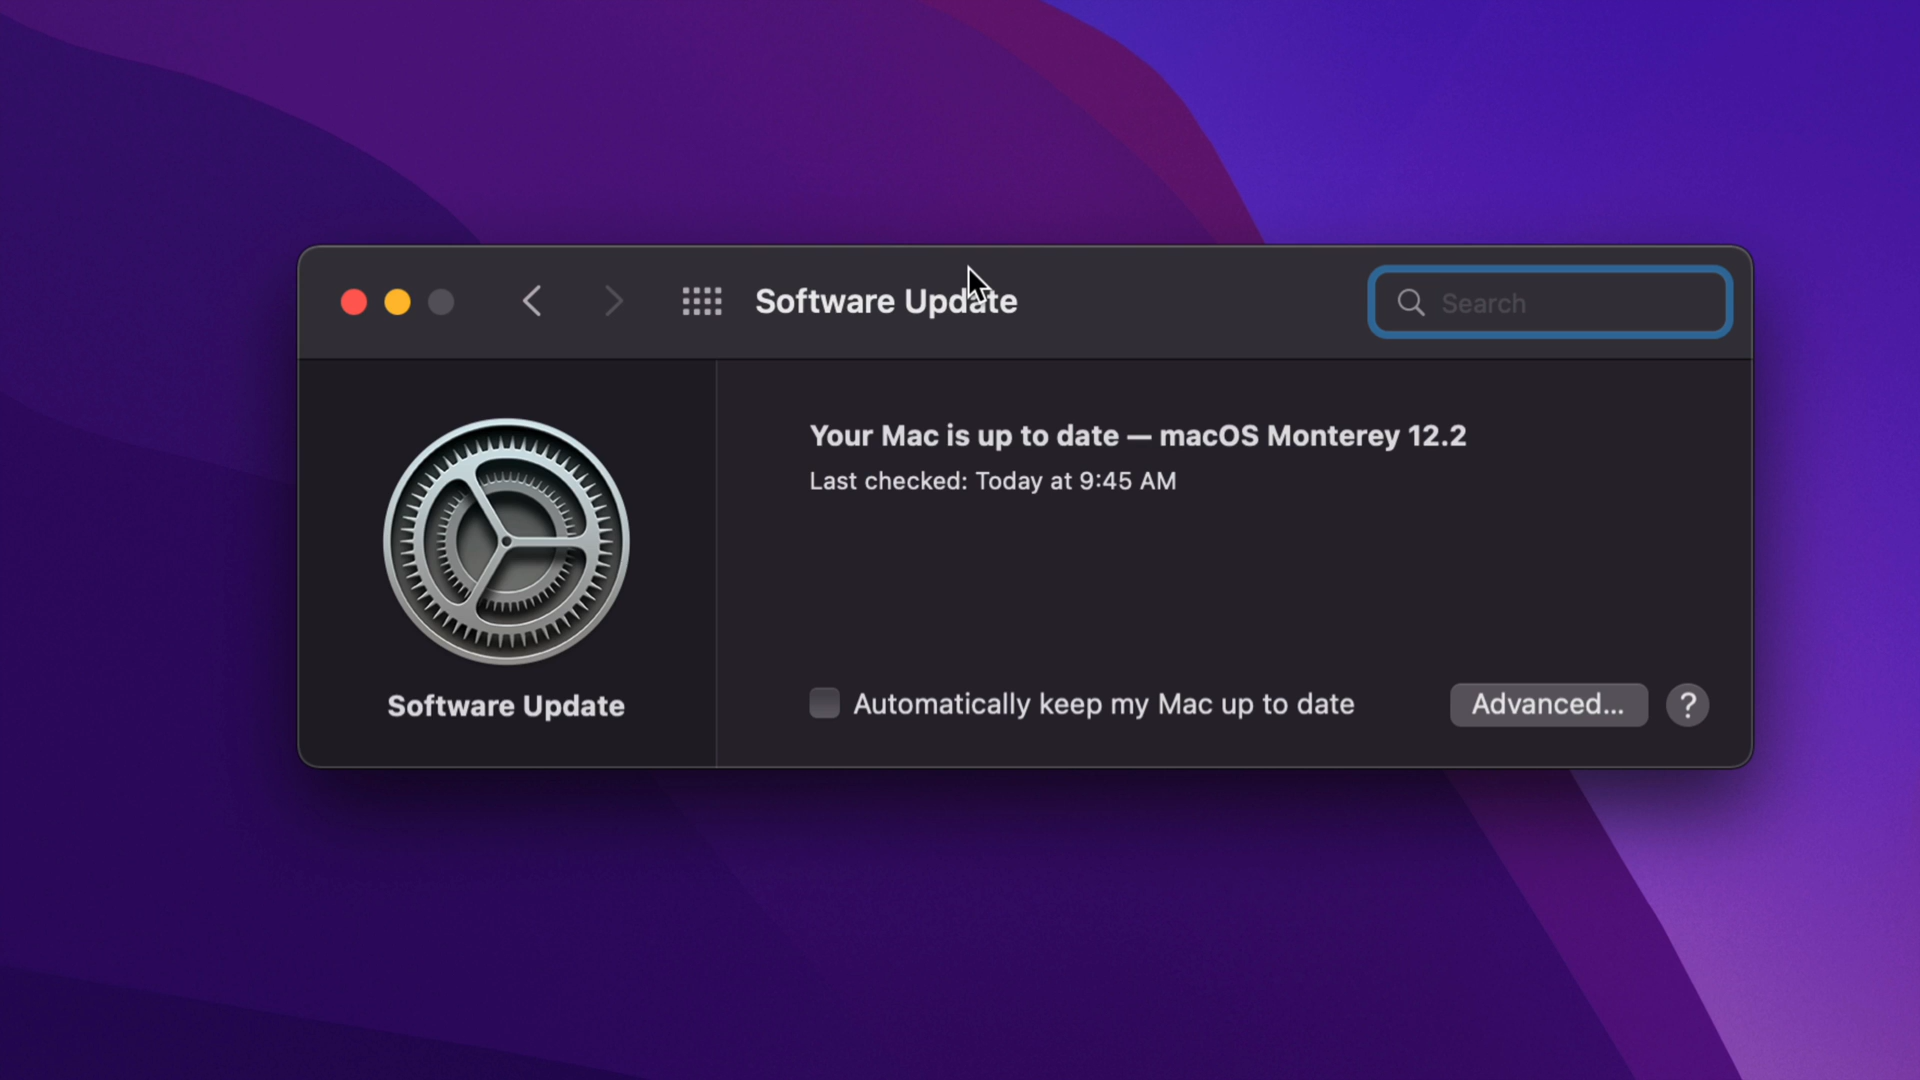 Software Update
Search
Your Mac is up to date — macOS Monterey 12.2
Last checked: Today at 9:45 AM
Software Update
Automatically keep my Mac up to date
Advanced...
?